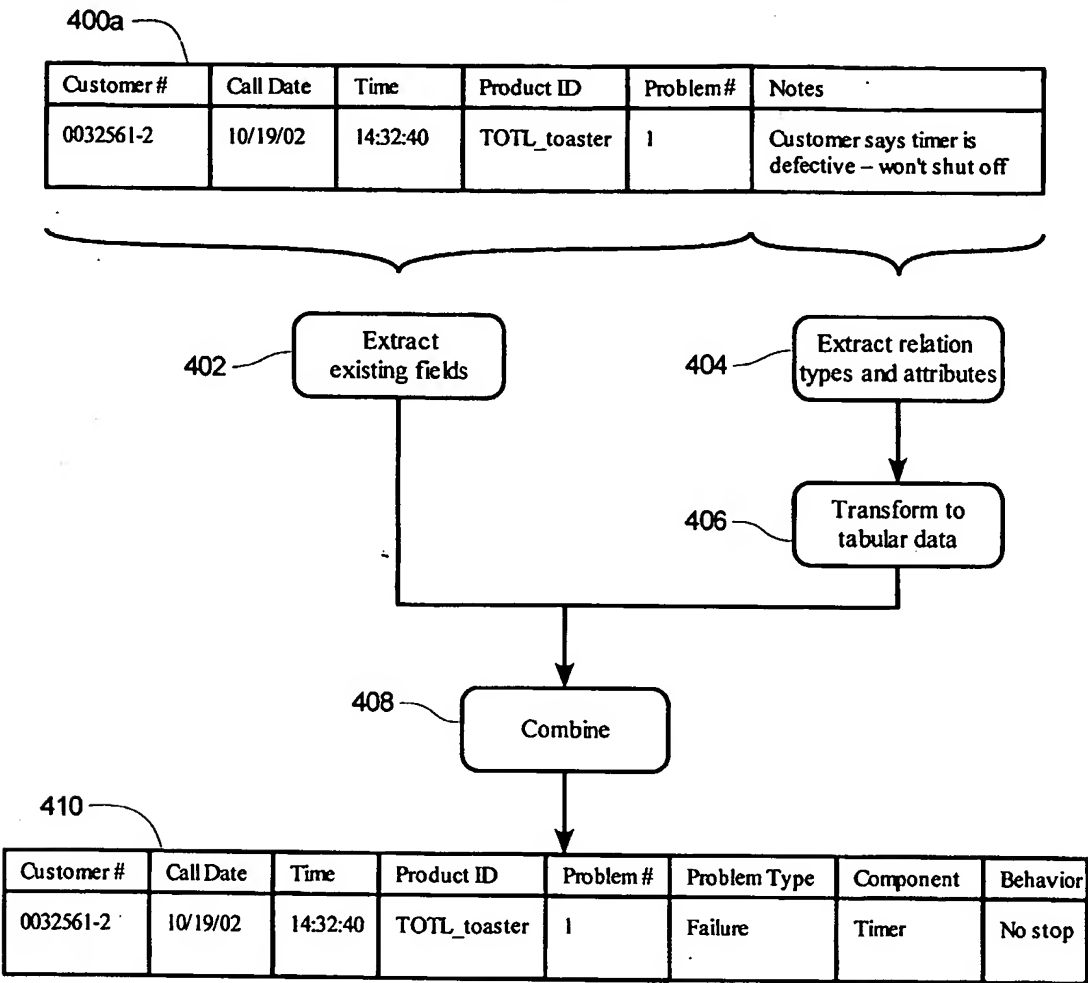 400a
Customer # Call Date Time Product ID Problem # Notes
0032561-2 10/19/02 14:32:40 TOTL_toaster 1 Customer says timer is
defective – won't shut off
402
Extract
existing fields
404
Extract relation
types and attributes
406
Transform to
tabular data
408
Combine
410
Customer # Call Date Time Product ID Problem # Problem Type Component Behavior
0032561-2 10/19/02 14:32:40 TOTL_toaster 1 Failure Timer No stop